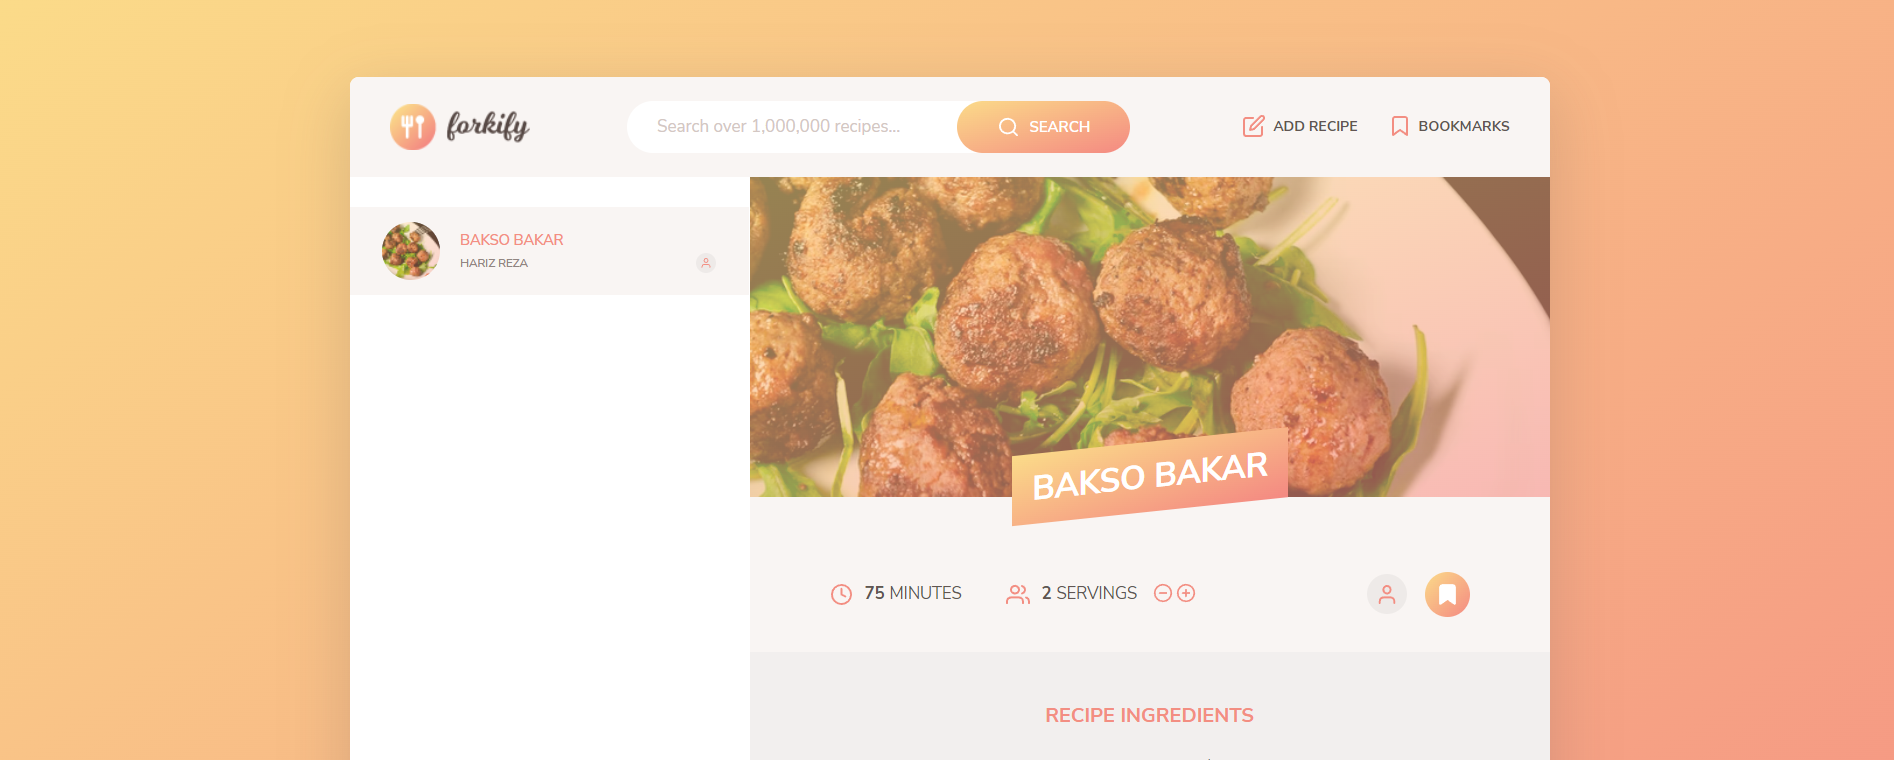 forkify
Search over 1,000,000 recipes...
SEARCH
ADD RECIPE
BOOKMARKS
BAKSO BAKAR
HARIZ REZA
BAKSO BAKAR
75 MINUTES
2 SERVINGS
RECIPE INGREDIENTS